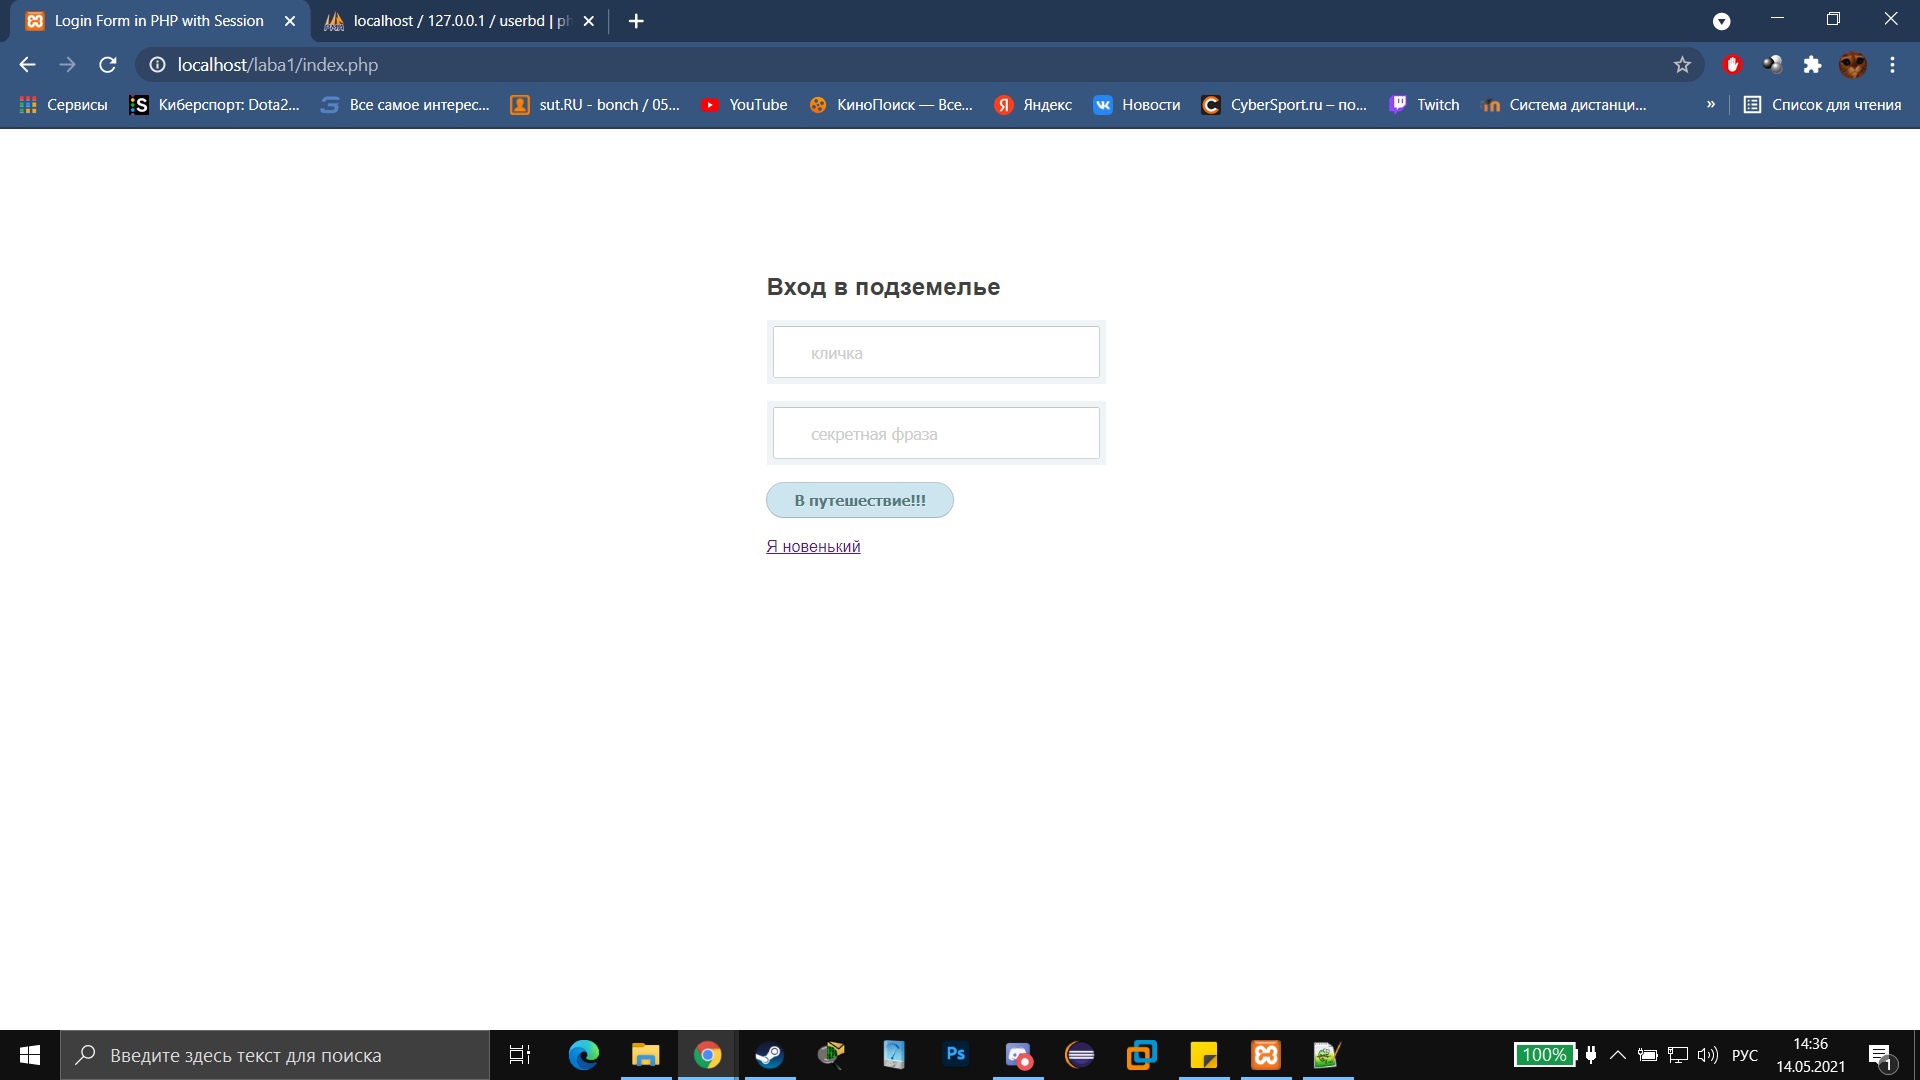 Login Form in PHP with Session
localhost / 127.0.0.1 / userbd | ph
localhost/laba1/index.php
Сервисы
Киберспорт: Dota2...
Все самое интерес...
sut.RU - bonch / 05...
YouTube
КиноПоиск — Все...
Яндекс
Новости
CyberSport.ru – по...
Twitch
Система дистанци...
»
Список для чтения
Вход в подземелье
кличка
секретная фраза
В путешествие!!!
Я новенький
Введите здесь текст для поиска
Ps
100%
РУС
14:36
14.05.2021
1